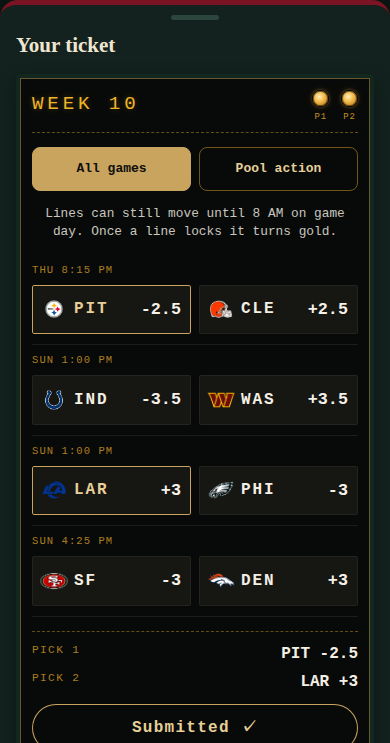 Your ticket
WEEK 10
P1 P2
All games Pool action
Lines can still move until 8 AM on game
day. Once a line locks it turns gold.
THU 8:15 PM
PIT -2.5 CLE +2.5
SUN 1:00 PM
IND -3.5 WAS +3.5
SUN 1:00 PM
LAR +3 PHI -3
SUN 4:25 PM
SF -3 DEN +3
PICK 1 PIT -2.5
PICK 2 LAR +3
Submitted ✓